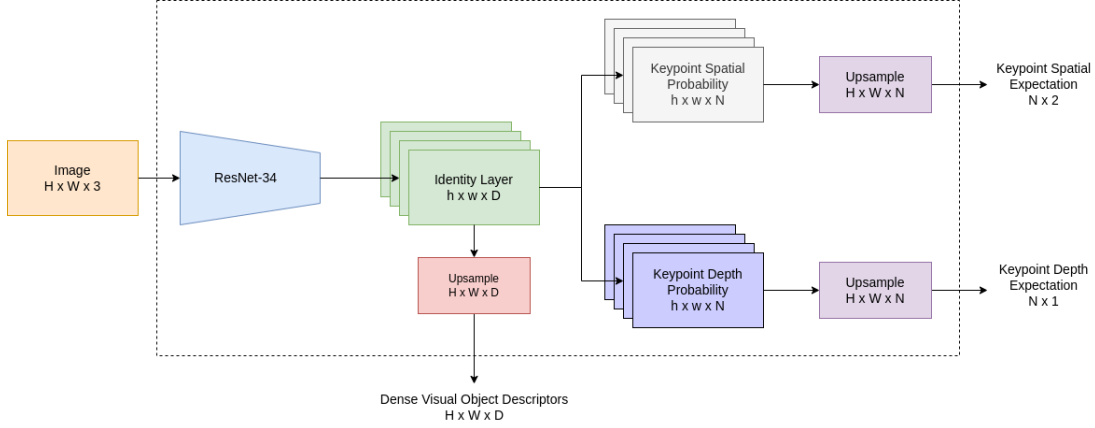 Image
H x W x 3
ResNet-34
Identity Layer
h x w x D
Upsample
H x W x D
Dense Visual Object Descriptors
H x W x D
Keypoint Spatial
Probability
h x w x N
Upsample
H x W x N
Keypoint Spatial
Expectation
N x 2
Keypoint Depth
Probability
h x w x N
Upsample
H x W x N
Keypoint Depth
Expectation
N x 1